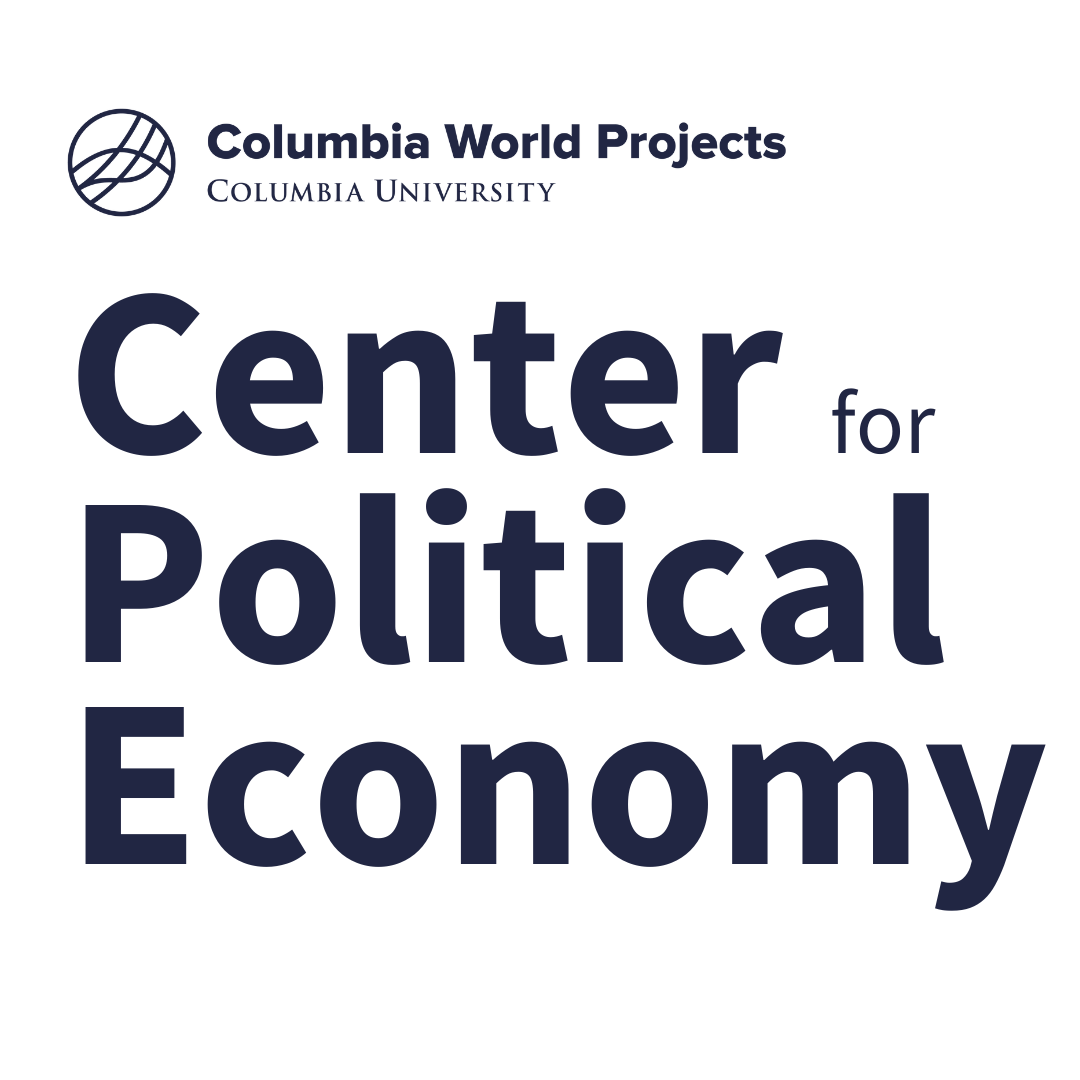 Columbia World Projects
COLUMBIA UNIVERSITY
Center for
Political
Economy